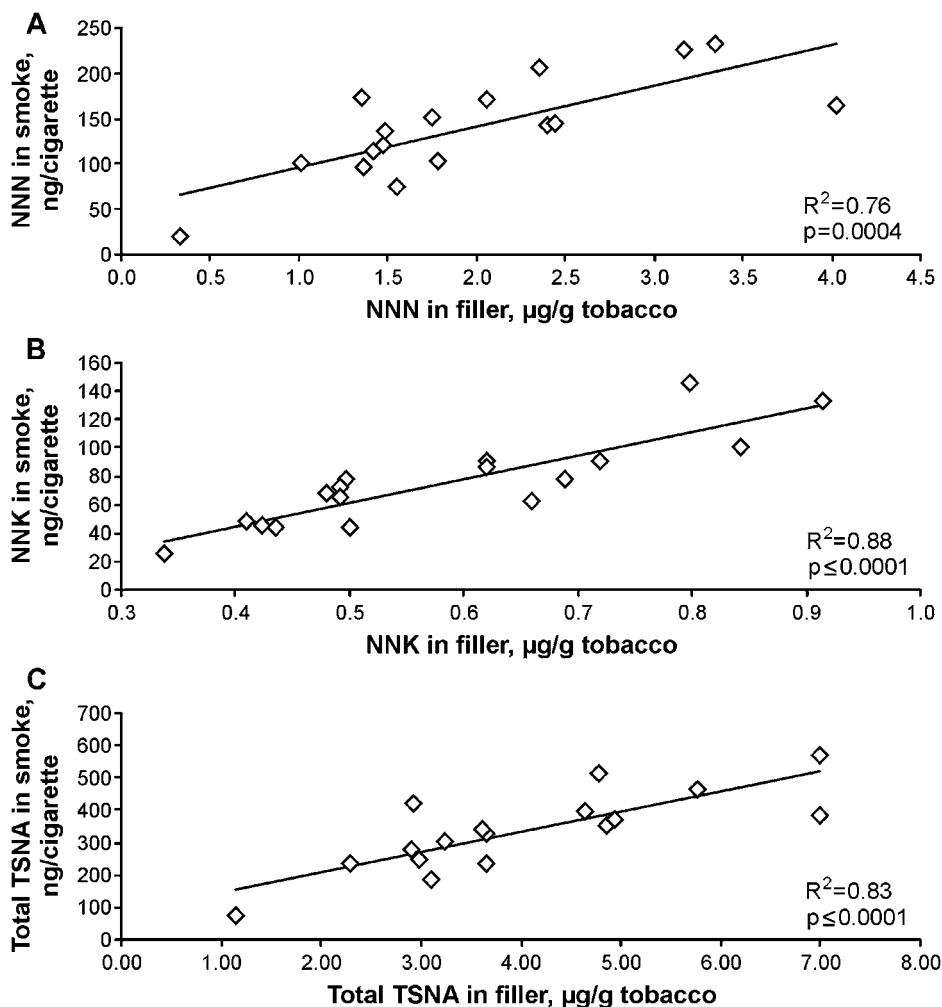 A
NNN in smoke,
ng/cigarette
250
200
150
100
50
0
0.0 0.5 1.0 1.5 2.0 2.5 3.0 3.5 4.0 4.5
R²=0.76
p=0.0004
NNN in filler, µg/g tobacco
B
NNK in smoke,
ng/cigarette
160
140
120
100
80
60
40
20
0
0.3 0.4 0.5 0.6 0.7 0.8 0.9 1.0
R²=0.88
p≤0.0001
NNK in filler, µg/g tobacco
C
Total TSNA in smoke,
ng/cigarette
700
600
500
400
300
200
100
0
0.00 1.00 2.00 3.00 4.00 5.00 6.00 7.00 8.00
R²=0.83
p≤0.0001
Total TSNA in filler, µg/g tobacco